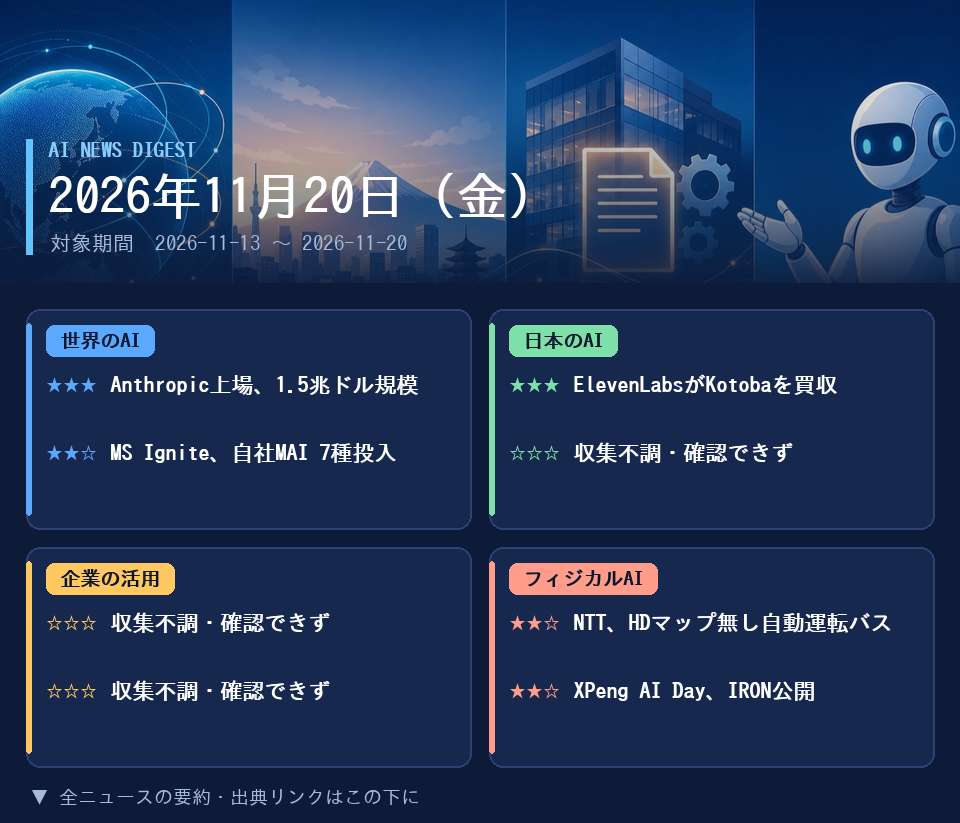 AI NEWS DIGEST
2026年11月20日（金）
対象期間 2026-11-13 ～ 2026-11-20
世界のAI
★★★ Anthropic上場、1.5兆ドル規模
★★☆ MS Ignite、自社MAI 7種投入
日本のAI
★★★ ElevenLabsがKotobaを買収
☆☆☆ 収集不調・確認できず
企業の活用
☆☆☆ 収集不調・確認できず
☆☆☆ 収集不調・確認できず
フィジカルAI
★★☆ NTT、HDマップ無し自動運転バス
★★☆ XPeng AI Day、IRON公開
▼ 全ニュースの要約・出典リンクはこの下に